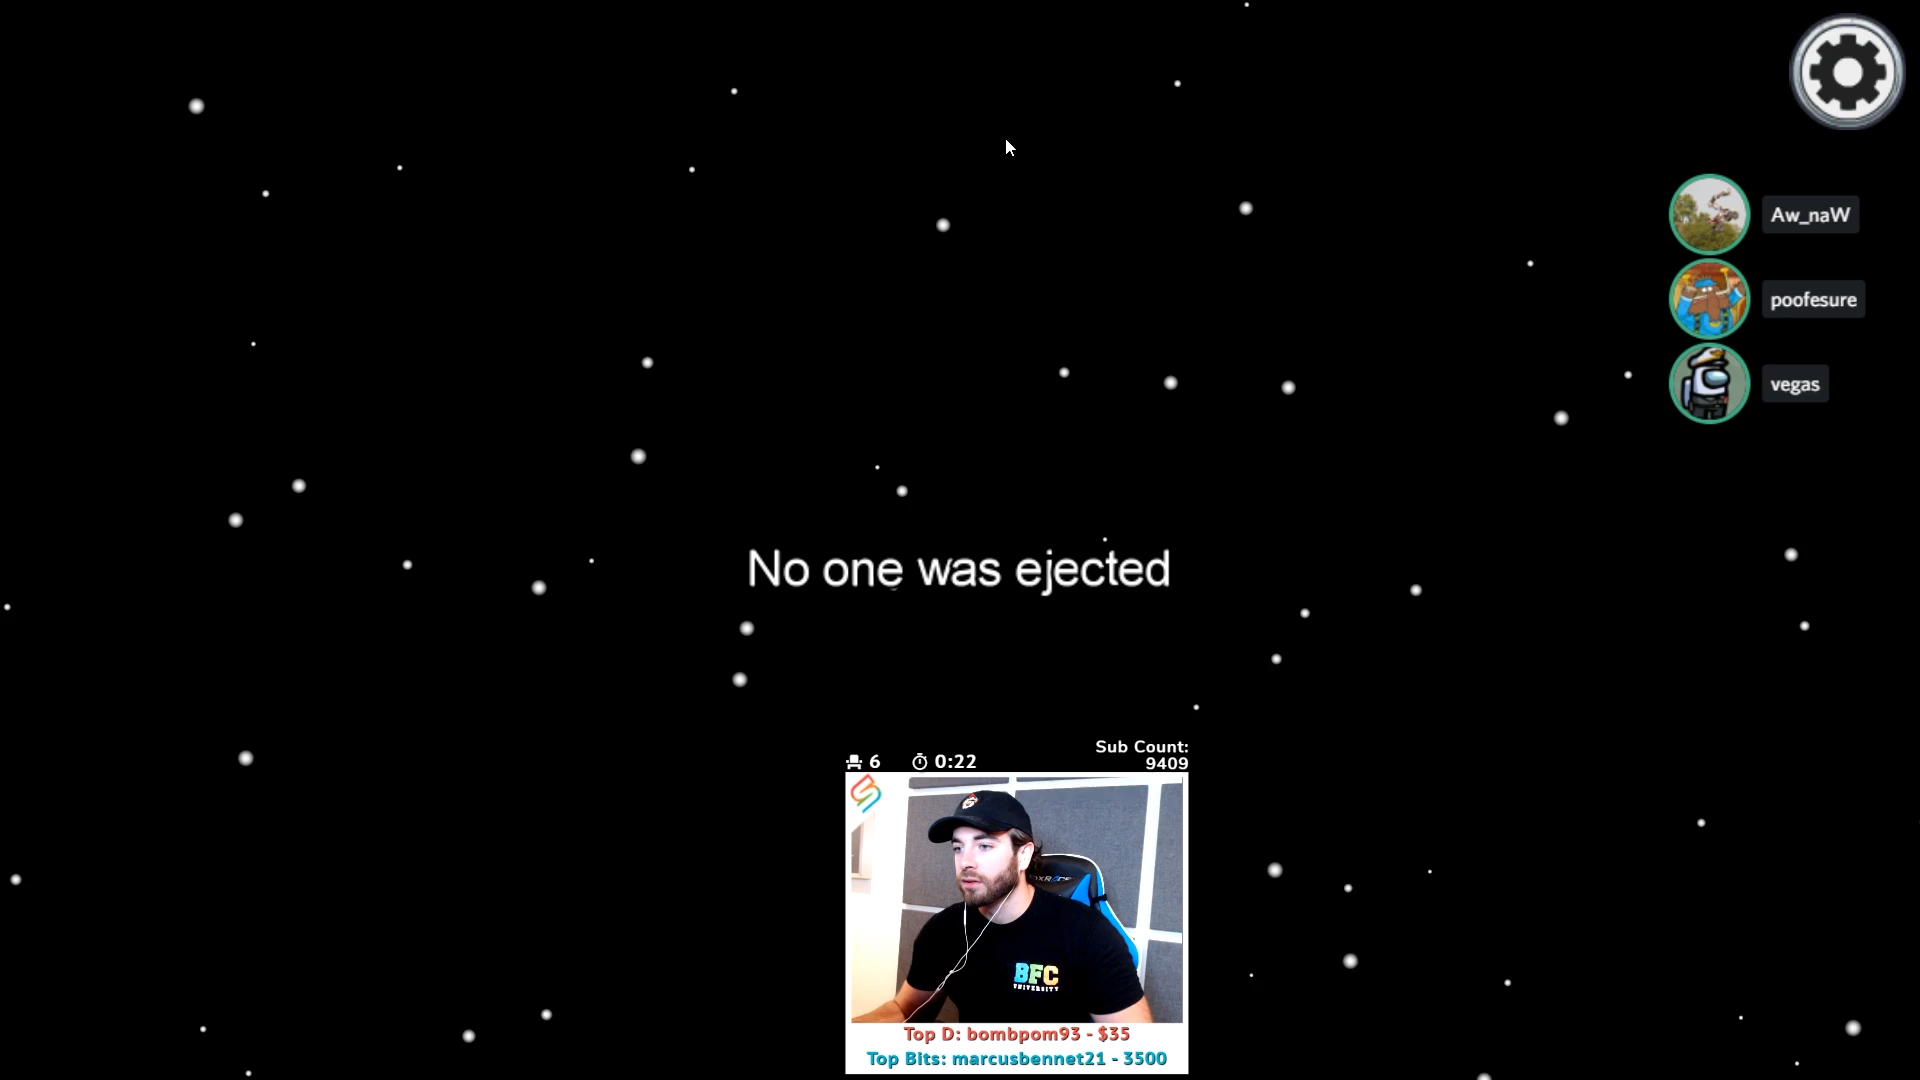 Aw_naW
poofesure
vegas
No one was ejected
6 0:22
Sub Count:
9409
BFC
UNIVERSITY
Top D: bombpom93 - $35
Top Bits: marcusbennet21 - 3500